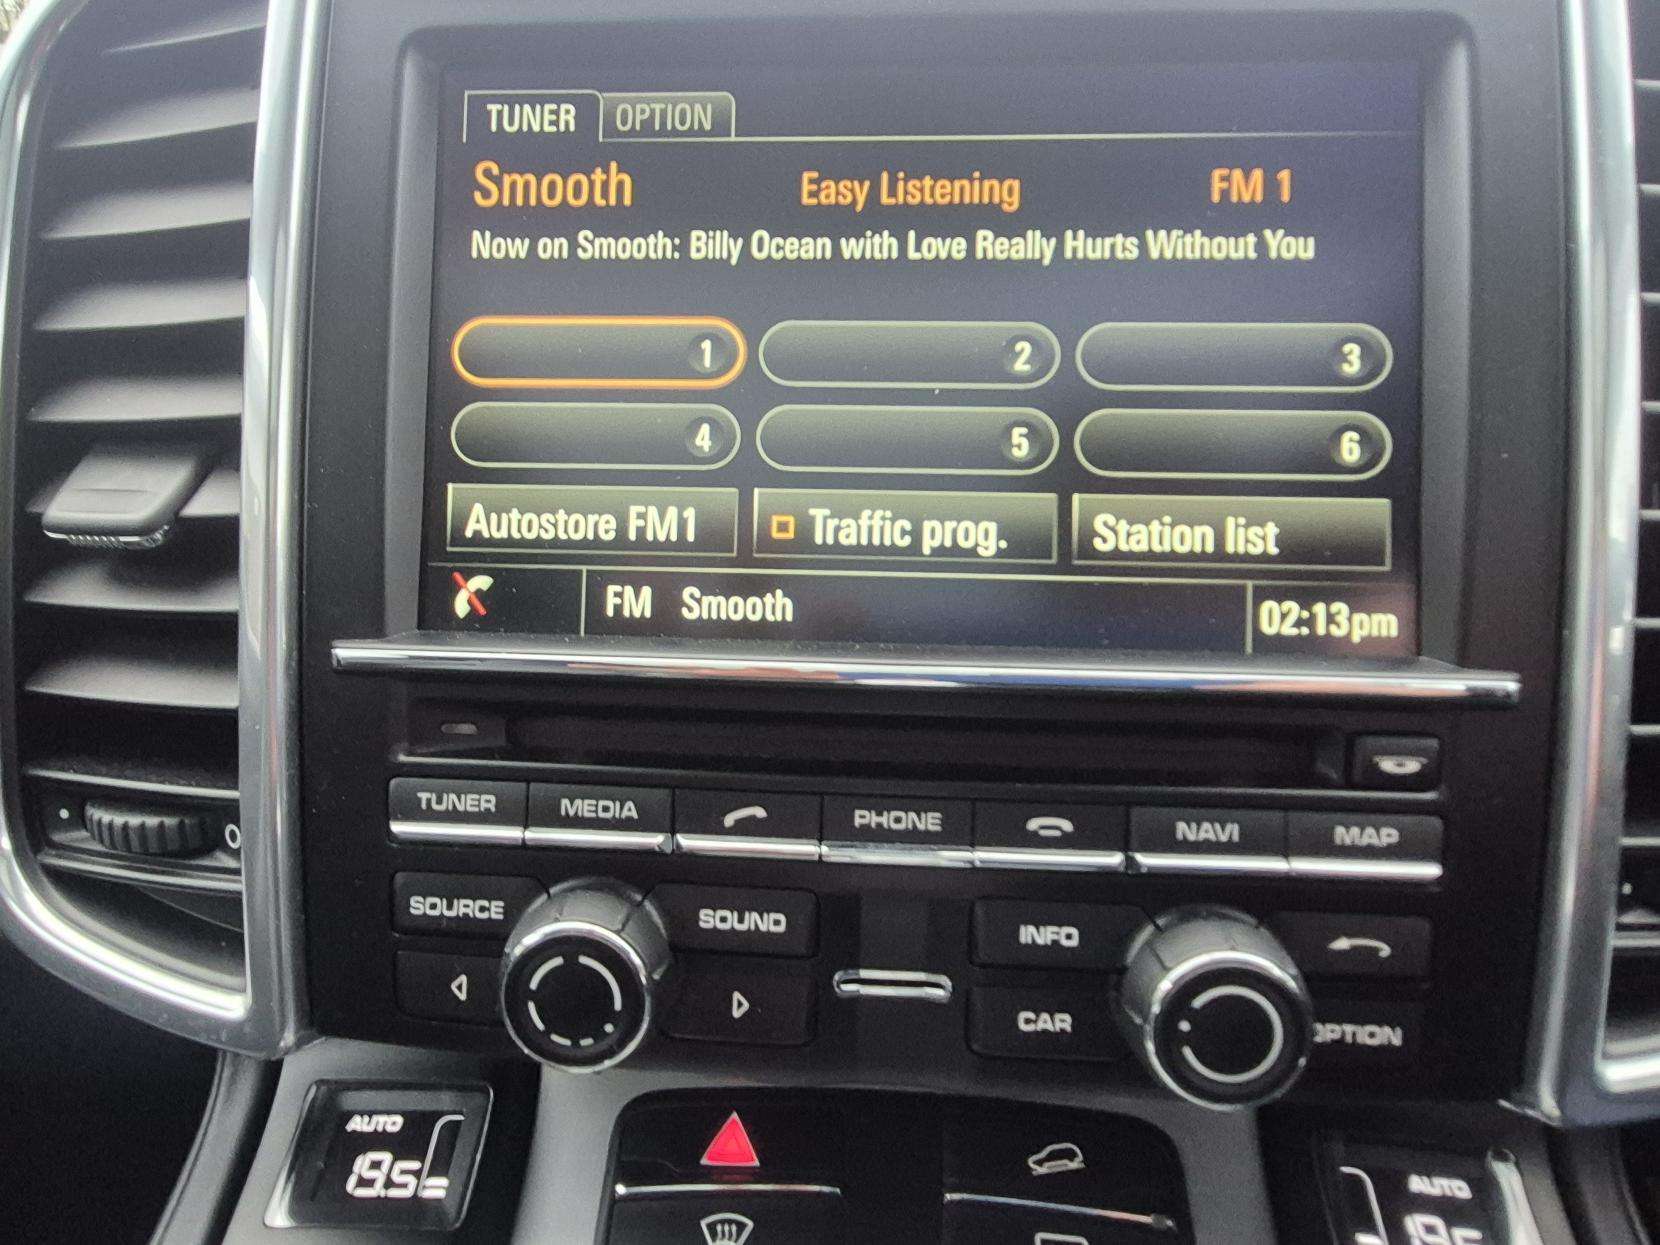 TUNER OPTION
Smooth Easy Listening FM 1
Now on Smooth: Billy Ocean with Love Really Hurts Without You
1 2 3
4 5 6
Autostore FM1 Traffic prog. Station list
FM Smooth 02:13pm
TUNER MEDIA PHONE NAVI MAP
SOURCE SOUND INFO
CAR OPTION
AUTO
19.5
AUTO